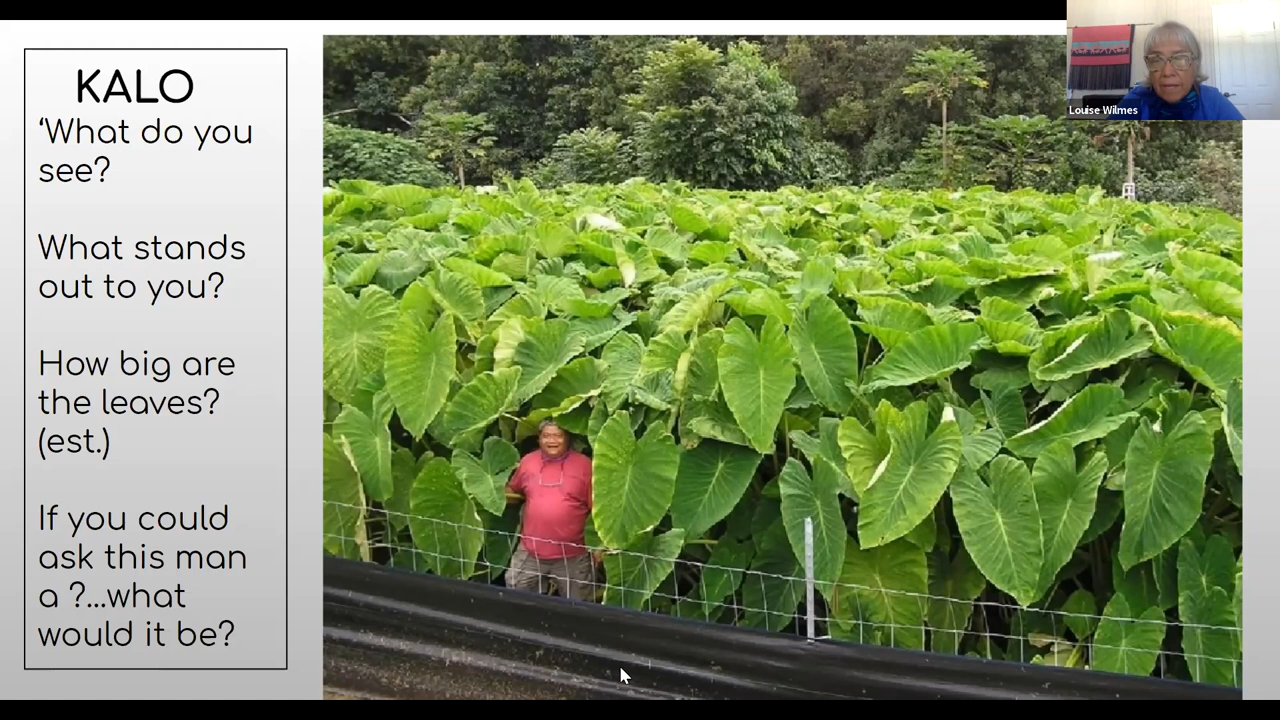 KALO
‘What do you
see?
What stands
out to you?
How big are
the leaves?
(est.)
If you could
ask this man
a ?...what
would it be?
Louise Wilmes